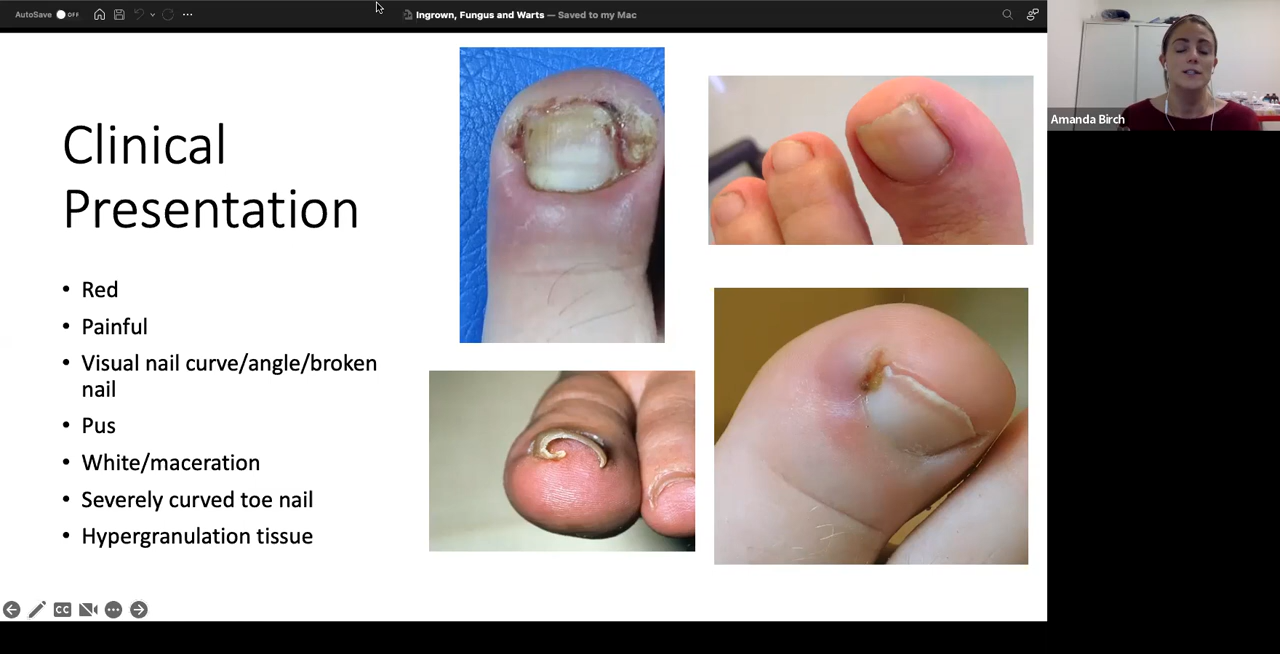 AutoSave OFF
Ingrown, Fungus and Warts — Saved to my Mac
Amanda Birch
Clinical
Presentation
• Red
• Painful
• Visual nail curve/angle/broken
nail
• Pus
• White/maceration
• Severely curved toe nail
• Hypergranulation tissue
CC